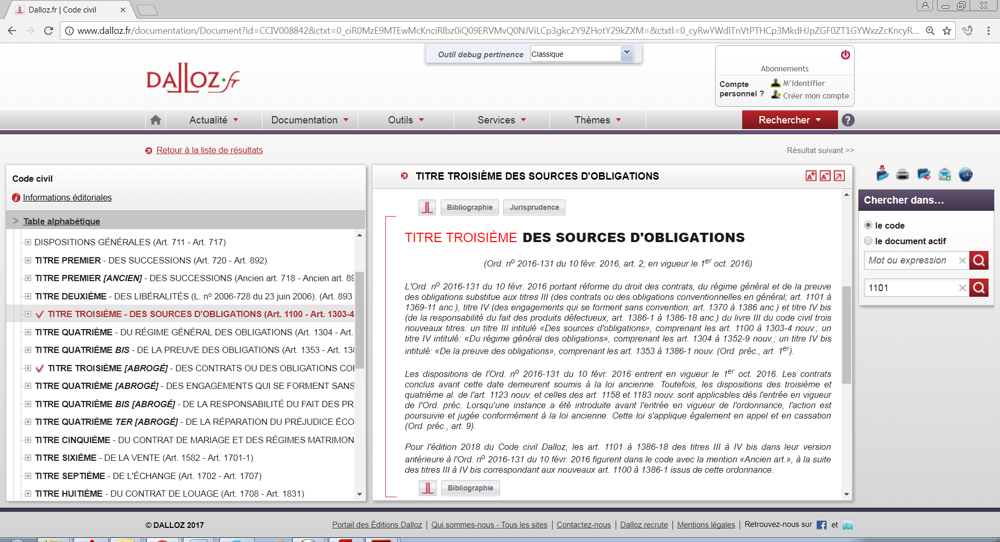 Dalloz.fr | Code civil
www.dalloz.fr/documentation/Document?id=CCIV008842&ctxt=0_ciR0MzE9MTEwMcKnciRlbz0iQ09ERVMvQ0NJViLCp3gkc2Y9ZHotY29kZXM=&ctxtl=0_cyRwYWdlTnVtPTHCp3MkdHJpZGF0ZT1GYWxzZcKncyR...
Outil debug pertinence Classique
DALLOZ.fr
Abonnements
Compte personnel ?
M'identifier
Créer mon compte
Actualité Documentation Outils Services Thèmes Rechercher ?
Retour à la liste de résultats
Résultat suivant >>
Code civil
Informations éditoriales
> Table alphabétique
DISPOSITIONS GÉNÉRALES (Art. 711 - Art. 717)
TITRE PREMIER - DES SUCCESSIONS (Art. 720 - Art. 892)
TITRE PREMIER [ANCIEN] - DES SUCCESSIONS (Ancien art. 718 - Ancien art. 89
TITRE DEUXIÈME - DES LIBÉRALITÉS (L. nº 2006-728 du 23 juin 2006). (Art. 893
TITRE TROISIÈME - DES SOURCES D'OBLIGATIONS (Art. 1100 - Art. 1303-4
TITRE QUATRIÈME - DU RÉGIME GÉNÉRAL DES OBLIGATIONS (Art. 1304 - Art.
TITRE QUATRIÈME BIS - DE LA PREUVE DES OBLIGATIONS (Art. 1353 - Art. 138
TITRE TROISIÈME [ABROGÉ] - DES CONTRATS OU DES OBLIGATIONS CO
TITRE QUATRIÈME [ABROGÉ] - DES ENGAGEMENTS QUI SE FORMENT SANS
TITRE QUATRIÈME BIS [ABROGÉ] - DE LA RESPONSABILITÉ DU FAIT DES PR
TITRE QUATRIÈME TER [ABROGÉ] - DE LA RÉPARATION DU PRÉJUDICE ÉCO
TITRE CINQUIÈME - DU CONTRAT DE MARIAGE ET DES RÉGIMES MATRIMON
TITRE SIXIÈME - DE LA VENTE (Art. 1582 - Art. 1701-1)
TITRE SEPTIÈME - DE L'ÉCHANGE (Art. 1702 - Art. 1707)
TITRE HUITIÈME - DU CONTRAT DE LOUAGE (Art. 1708 - Art. 1831)
TITRE TROISIÈME DES SOURCES D'OBLIGATIONS
A+ A-
Bibliographie Jurisprudence
TITRE TROISIÈME DES SOURCES D'OBLIGATIONS
(Ord. nº 2016-131 du 10 févr. 2016, art. 2, en vigueur le 1er oct. 2016)
L'Ord. nº 2016-131 du 10 févr. 2016 portant réforme du droit des contrats, du régime général et de la preuve
des obligations substitue aux titres III (des contrats ou des obligations conventionnelles en général; art. 1101 à
1369-11 anc.), titre IV (des engagements qui se forment sans convention; art. 1370 à 1386 anc.) et titre IV bis
(de la responsabilité du fait des produits défectueux; art. 1386-1 à 1386-18 anc.) du livre III du code civil trois
nouveaux titres: un titre III intitulé «Des sources d'obligations», comprenant les art. 1100 à 1303-4 nouv.; un
titre IV intitulé: «Du régime général des obligations», comprenant les art. 1304 à 1352-9 nouv.; un titre IV bis
intitulé: «De la preuve des obligations», comprenant les art. 1353 à 1386-1 nouv. (Ord. préc., art. 1er).
Les dispositions de l'Ord. nº 2016-131 du 10 févr. 2016 entrent en vigueur le 1er oct. 2016. Les contrats
conclus avant cette date demeurent soumis à la loi ancienne. Toutefois, les dispositions des troisième et
quatrième al. de l'art. 1123 nouv. et celles des art. 1158 et 1183 nouv. sont applicables dès l'entrée en vigueur
de l'Ord. préc. Lorsqu'une instance a été introduite avant l'entrée en vigueur de l'ordonnance, l'action est
poursuivie et jugée conformément à la loi ancienne. Cette loi s'applique également en appel et en cassation
(Ord. préc., art. 9).
Pour l'édition 2018 du Code civil Dalloz, les art. 1101 à 1386-18 des titres III à IV bis dans leur version
antérieure à l'Ord. nº 2016-131 du 10 févr. 2016 figurent dans le code avec la mention «Ancien art.», à la suite
des titres III à IV bis correspondant aux nouveaux art. 1100 à 1386-1 issus de cette ordonnance.
Bibliographie
Chercher dans...
le code
le document actif
Mot ou expression
1101
© DALLOZ 2017
Portail des Éditions Dalloz | Qui sommes-nous - Tous les sites | Contactez-nous | Dalloz recrute | Mentions légales | Retrouvez-nous sur f et t